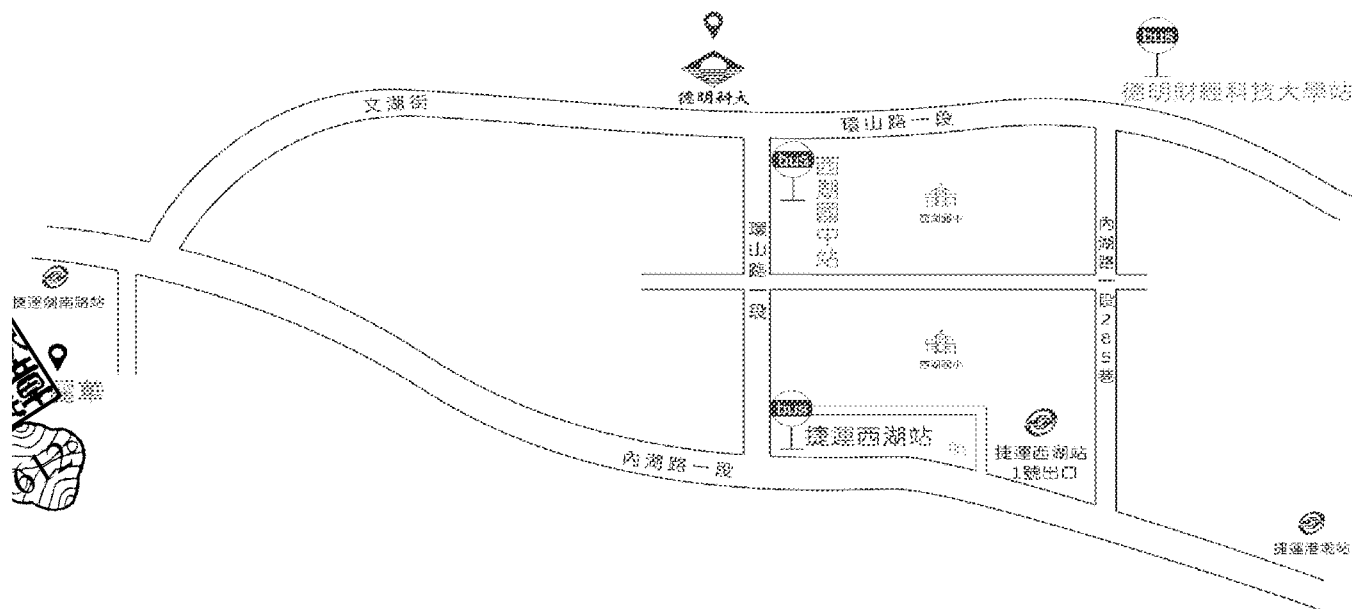 德明科大
BUS
德明財經科技大學站
文湖街
環山路一段
BUS
西湖國中站
西湖國中
環山路一段
內湖路一段285巷
捷運劍南路站
西湖國小
BUS
捷運西湖站
捷運西湖站
1號出口
內湖路一段
捷運港墘站